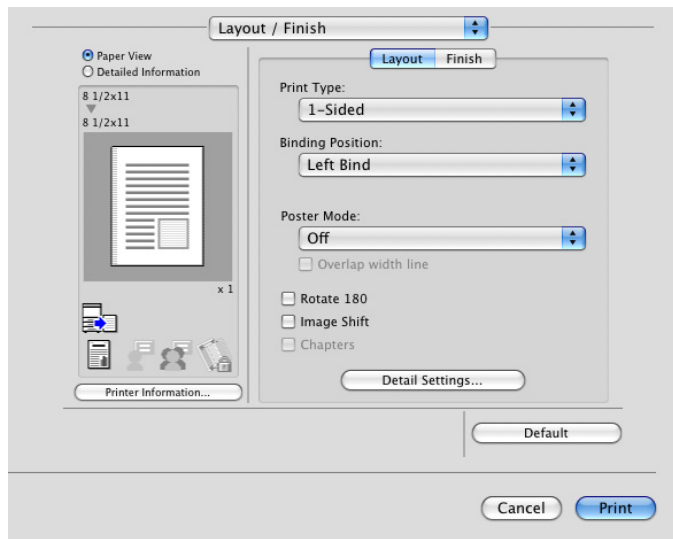 Layout / Finish
Paper View
Detailed Information
8 1/2x11
8 1/2x11
x 1
Printer Information...
Layout Finish
Print Type:
1-Sided
Binding Position:
Left Bind
Poster Mode:
Off
Overlap width line
Rotate 180
Image Shift
Chapters
Detail Settings...
Default
Cancel Print